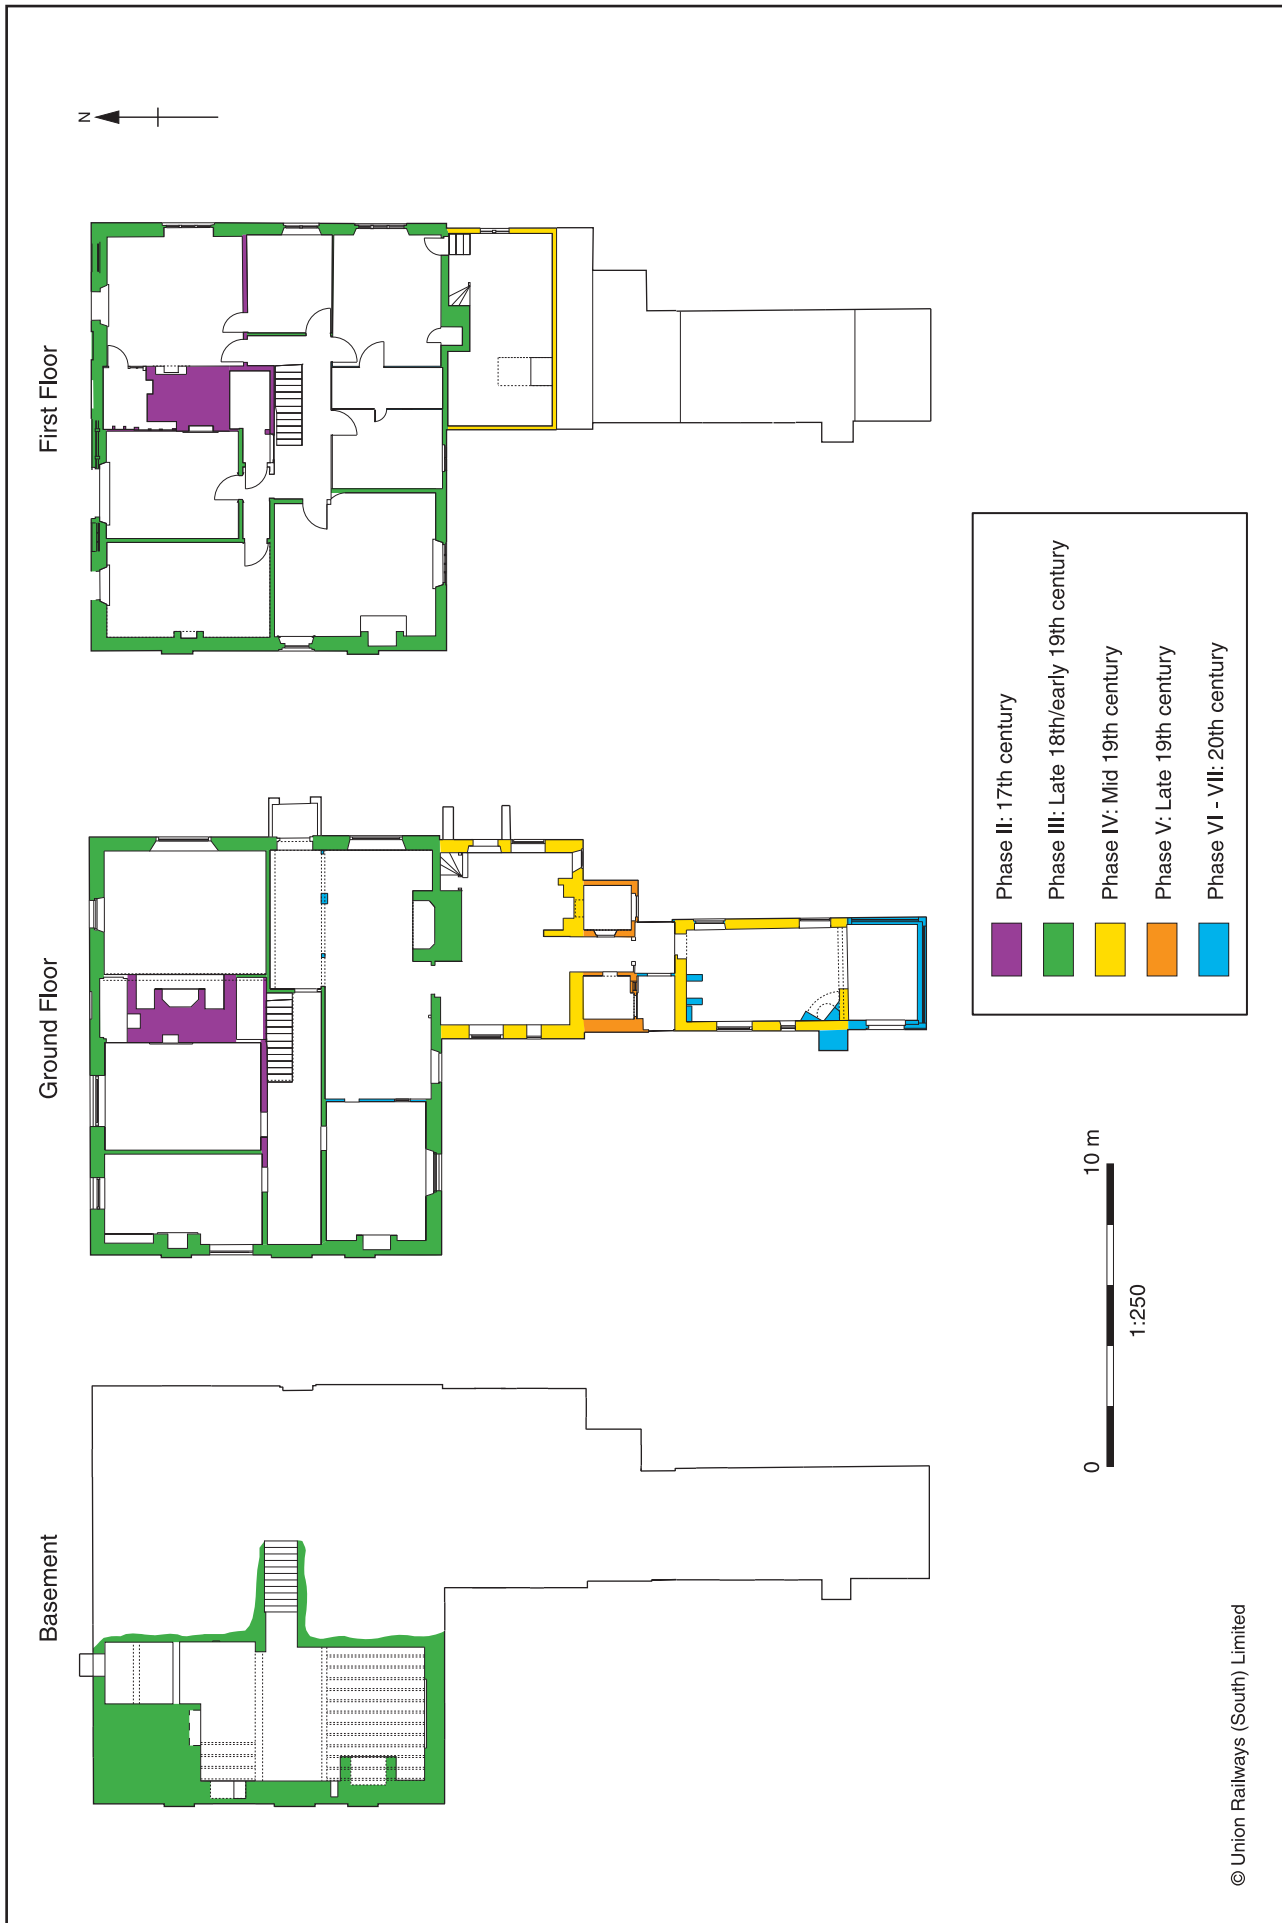 Basement
Ground Floor
First Floor
N
Phase II: 17th century
Phase III: Late 18th/early 19th century
Phase IV: Mid 19th century
Phase V: Late 19th century
Phase VI - VII: 20th century
0
10 m
1:250
© Union Railways (South) Limited